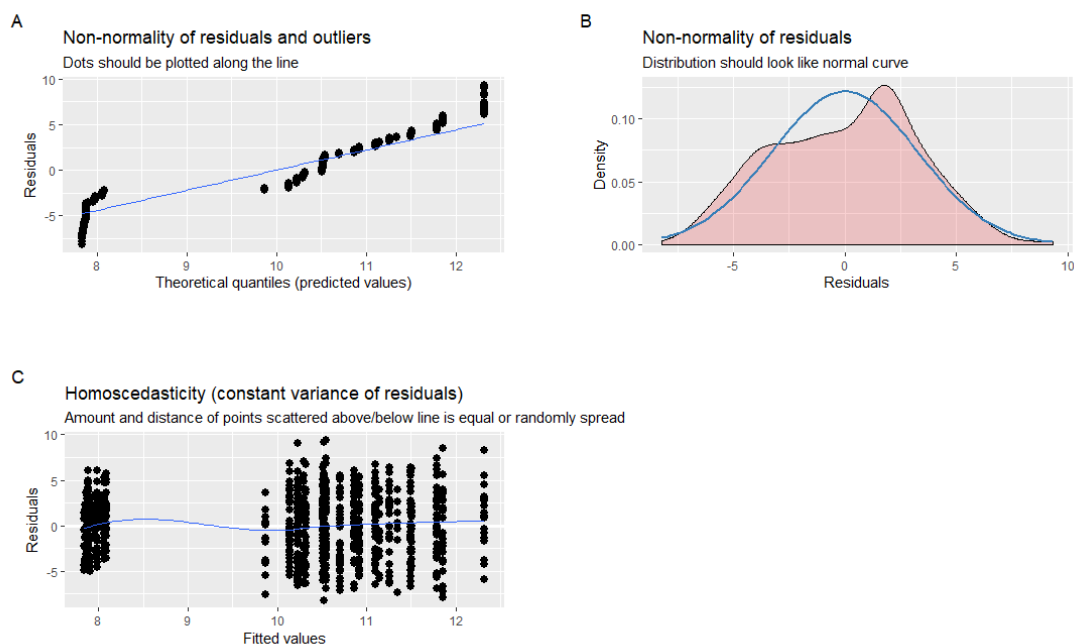 A
Non-normality of residuals and outliers
Dots should be plotted along the line
10
5
0
-5
Residuals
8
9
10
11
12
Theoretical quantiles (predicted values)
B
Non-normality of residuals
Distribution should look like normal curve
0.10
0.05
0.00
Density
-5
0
5
10
Residuals
C
Homoscedasticity (constant variance of residuals)
Amount and distance of points scattered above/below line is equal or randomly spread
10
5
0
-5
Residuals
8
9
10
11
12
Fitted values